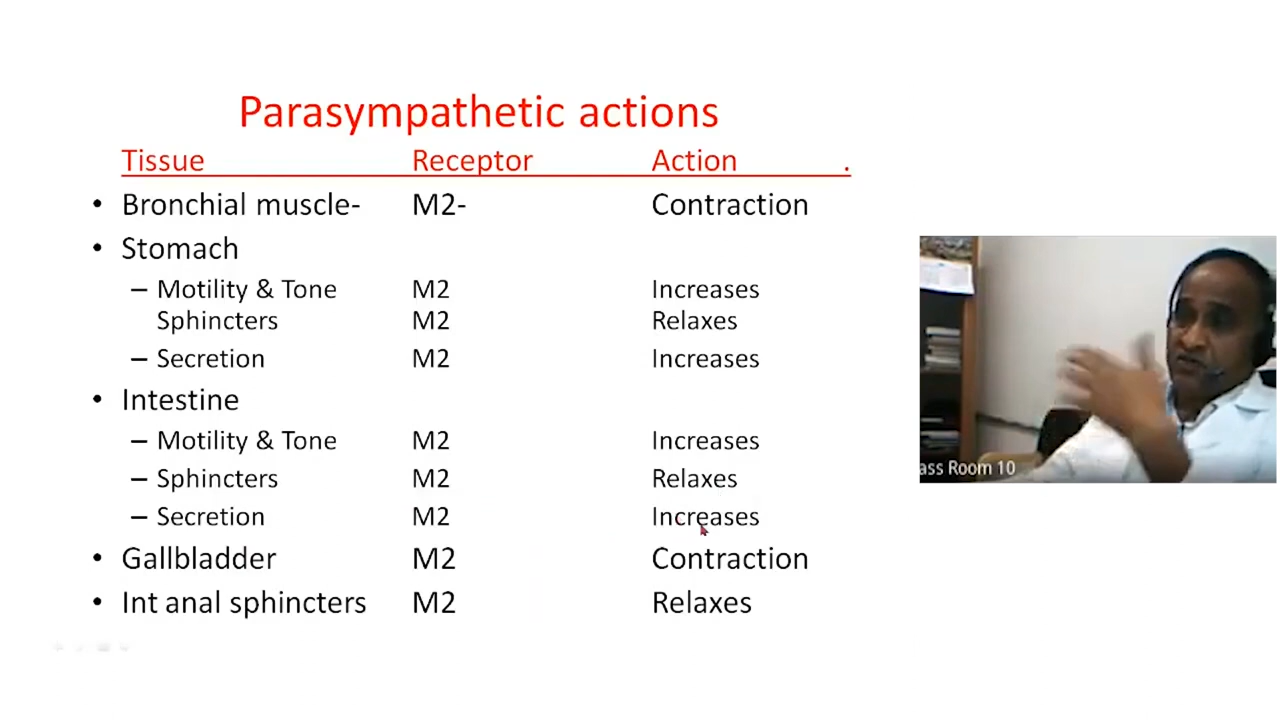 Parasympathetic actions
Tissue Receptor Action .
• Bronchial muscle- M2- Contraction
• Stomach
– Motility & Tone M2 Increases
Sphincters M2 Relaxes
– Secretion M2 Increases
• Intestine
– Motility & Tone M2 Increases
– Sphincters M2 Relaxes
– Secretion M2 Increases
• Gallbladder M2 Contraction
• Int anal sphincters M2 Relaxes
ass Room 10